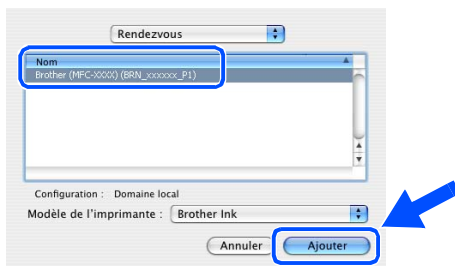 Rendezvous
Nom
Brother (MFC-XXXX) (BRN_xxxxxx_P1)
Configuration : Domaine local
Modèle de l'imprimante : Brother Ink
Annuler Ajouter